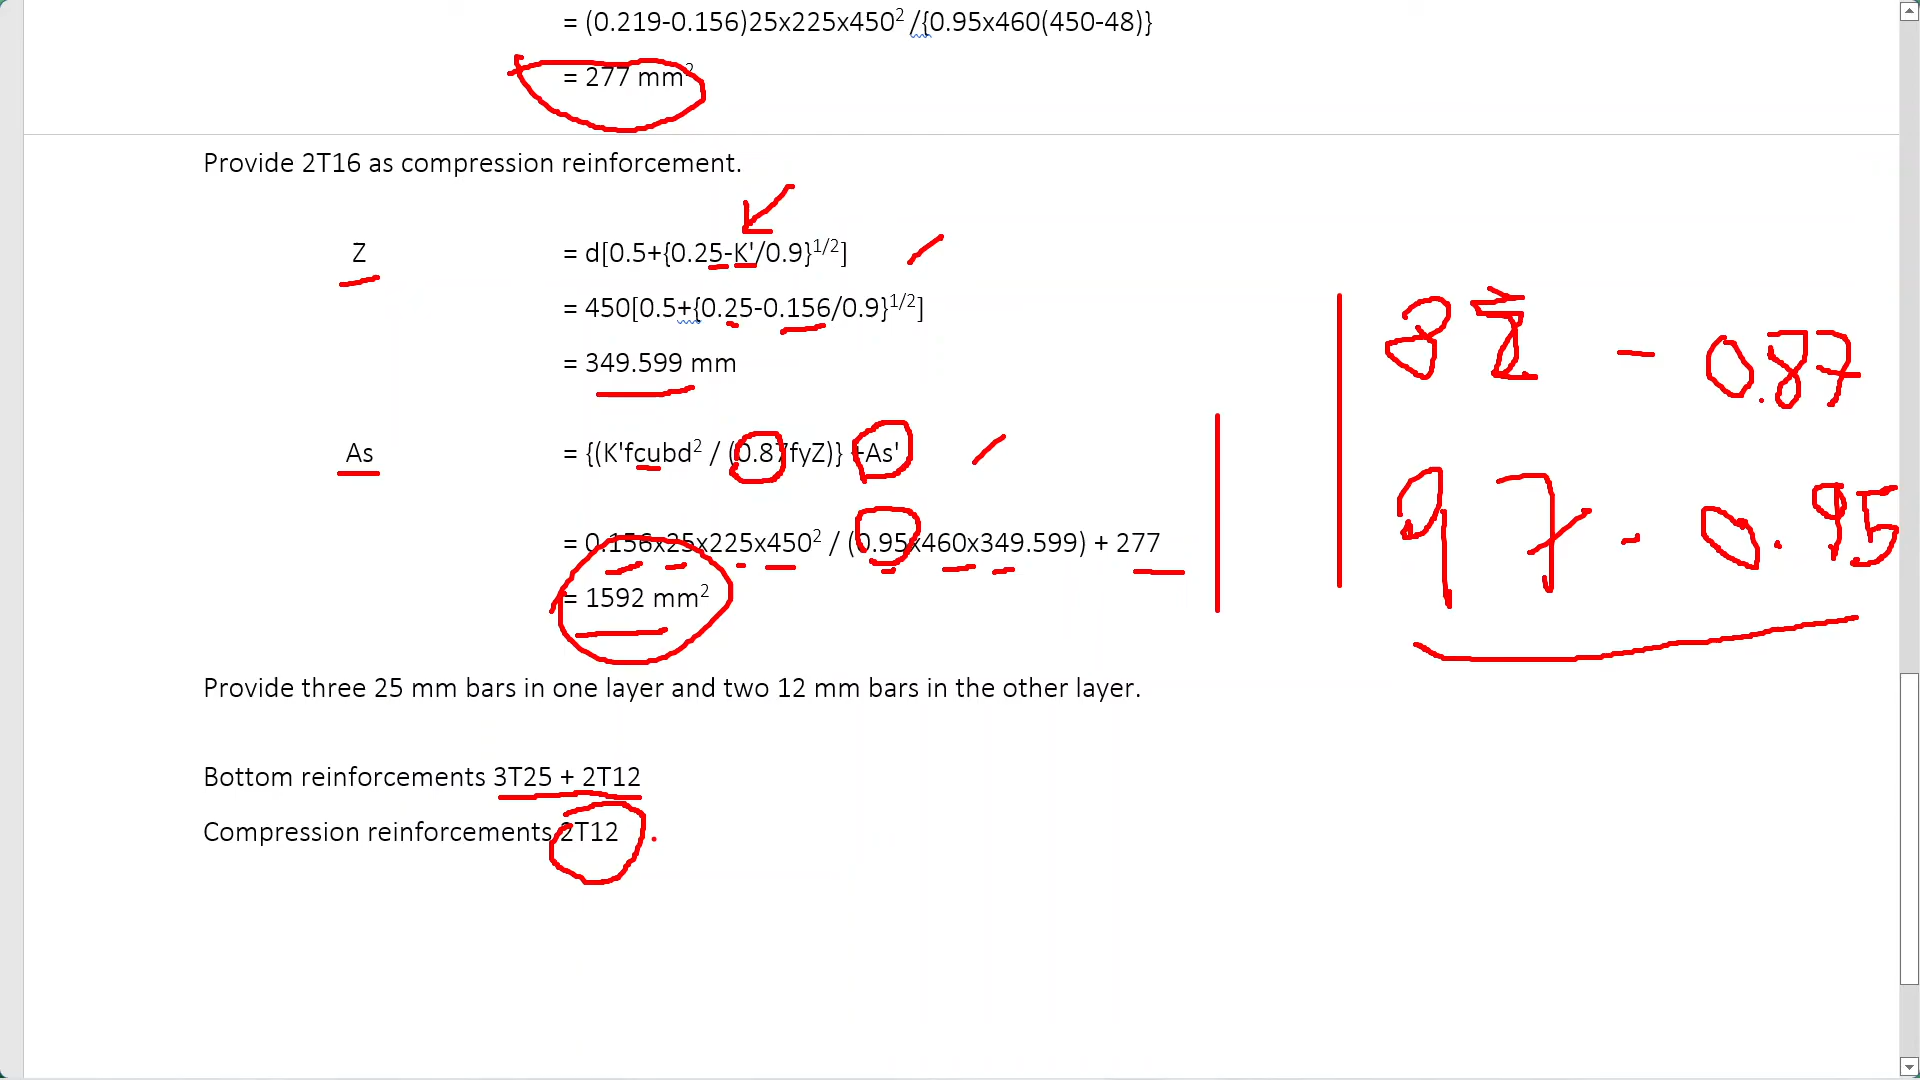 = (0.219-0.156)25x225x450² /{0.95x460(450-48)}
= 277 mm²
Provide 2T16 as compression reinforcement.
Z = d[0.5+{0.25-K'/0.9}¹/²]
= 450[0.5+{0.25-0.156/0.9}¹/²]
= 349.599 mm
As = {(K'fcubd² / (0.87fyZ)} +As'
= 0.156x25x225x450² / (0.95x460x349.599) + 277
= 1592 mm²
Provide three 25 mm bars in one layer and two 12 mm bars in the other layer.
Bottom reinforcements 3T25 + 2T12
Compression reinforcements 2T12
- 0.87
97 - 0.95